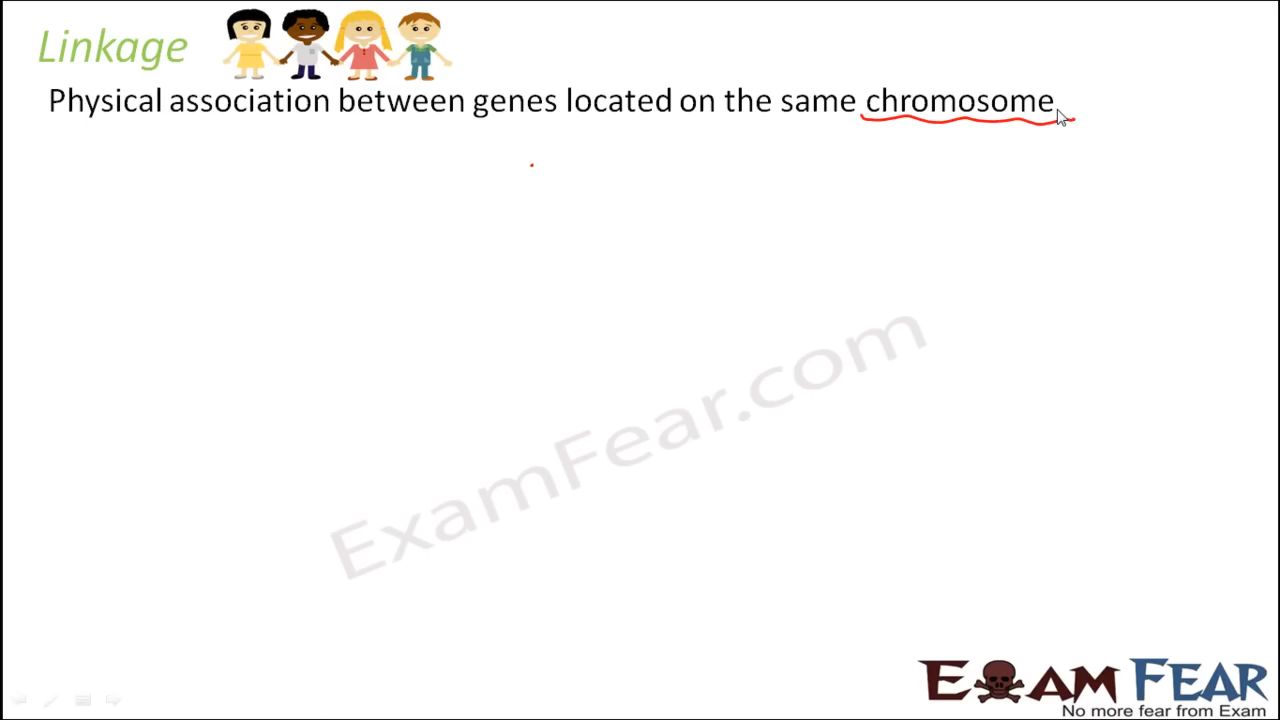 Linkage
Physical association between genes located on the same chromosome
ExamFear.com
EXAM FEAR
No more fear from Exam